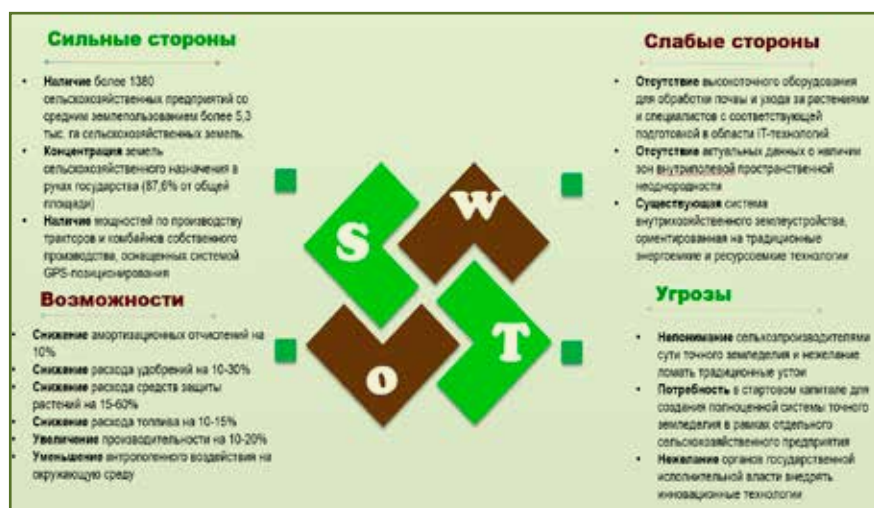 Сильные стороны
• Наличие более 1380
сельскохозяйственных предприятий со
средним землепользованием более 5,3
тыс. га сельскохозяйственных земель.
• Концентрация земель
сельскохозяйственного назначения в
руках государства (87,6% от общей
площади)
• Наличие мощностей по производству
тракторов и комбайнов собственного
производства, оснащенных системой
GPS-позиционирования
Слабые стороны
• Отсутствие высокоточного оборудования
для обработки почвы и ухода за растениями
и специалистов с соответствующей
подготовкой в области IT-технологий
• Отсутствие актуальных данных о наличии
зон внутриполевой пространственной
неоднородности
• Существующая система
внутрихозяйственного землеустройства,
ориентированная на традиционные
энергоемкие и ресурсоемкие технологии
S
W
O
T
Возможности
• Снижение амортизационных отчислений на
10%
• Снижение расхода удобрений на 10-30%
• Снижение расхода средств защиты
растений на 15-60%
• Снижение расхода топлива на 10-15%
• Увеличение производительности на 10-20%
• Уменьшение антропогенного воздействия на
окружающую среду
Угрозы
• Непонимание сельхозпроизводителями
сути точного земледелия и нежелание
ломать традиционные устои
• Потребность в стартовом капитале для
создания полноценной системы точного
земледелия в рамках отдельного
сельскохозяйственного предприятия
• Нежелание органов государственной
исполнительной власти внедрять
инновационные технологии